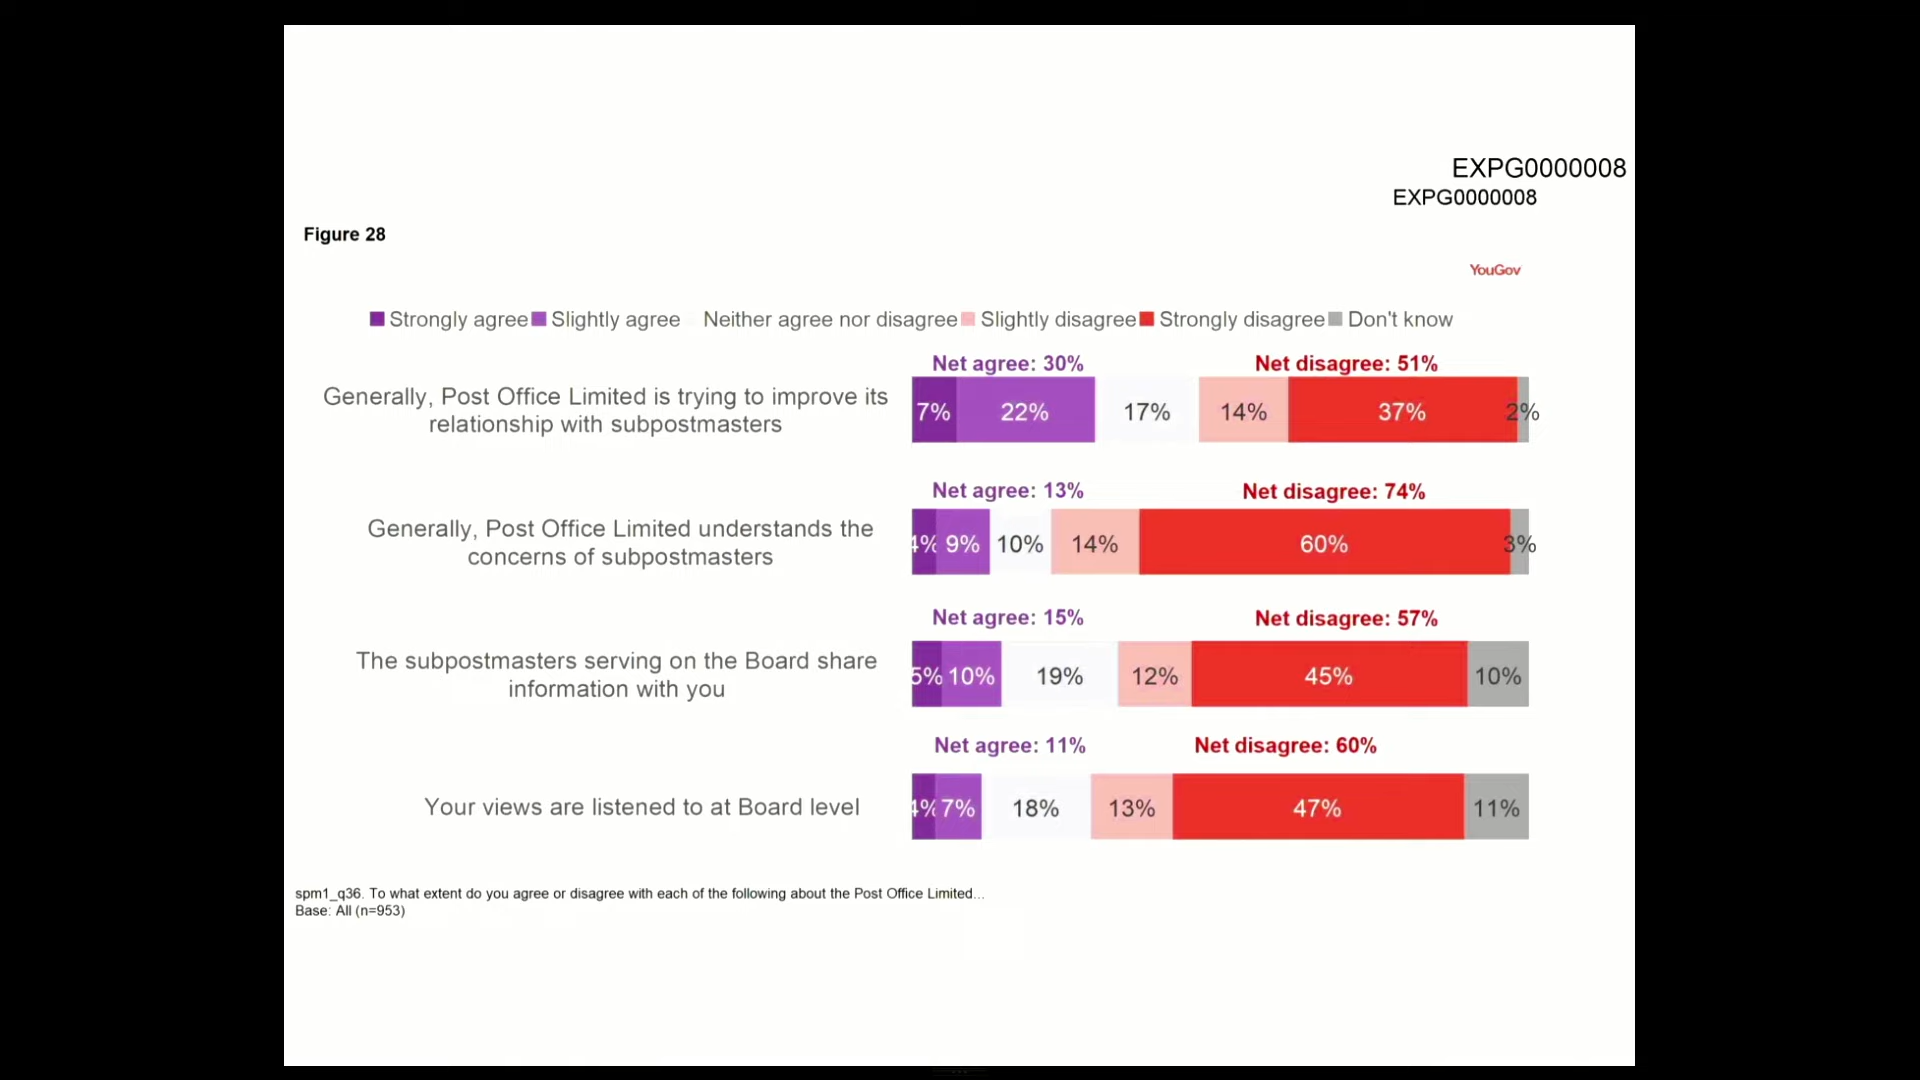 EXPG0000008
EXPG0000008
Figure 28
YouGov
Strongly agree Slightly agree Neither agree nor disagree Slightly disagree Strongly disagree Don't know
Net agree: 30% Net disagree: 51%
Generally, Post Office Limited is trying to improve its
relationship with subpostmasters
7% 22% 17% 14% 37% 2%
Net agree: 13% Net disagree: 74%
Generally, Post Office Limited understands the
concerns of subpostmasters
4% 9% 10% 14% 60% 3%
Net agree: 15% Net disagree: 57%
The subpostmasters serving on the Board share
information with you
5% 10% 19% 12% 45% 10%
Net agree: 11% Net disagree: 60%
Your views are listened to at Board level
4% 7% 18% 13% 47% 11%
spm1_q36. To what extent do you agree or disagree with each of the following about the Post Office Limited...
Base: All (n=953)